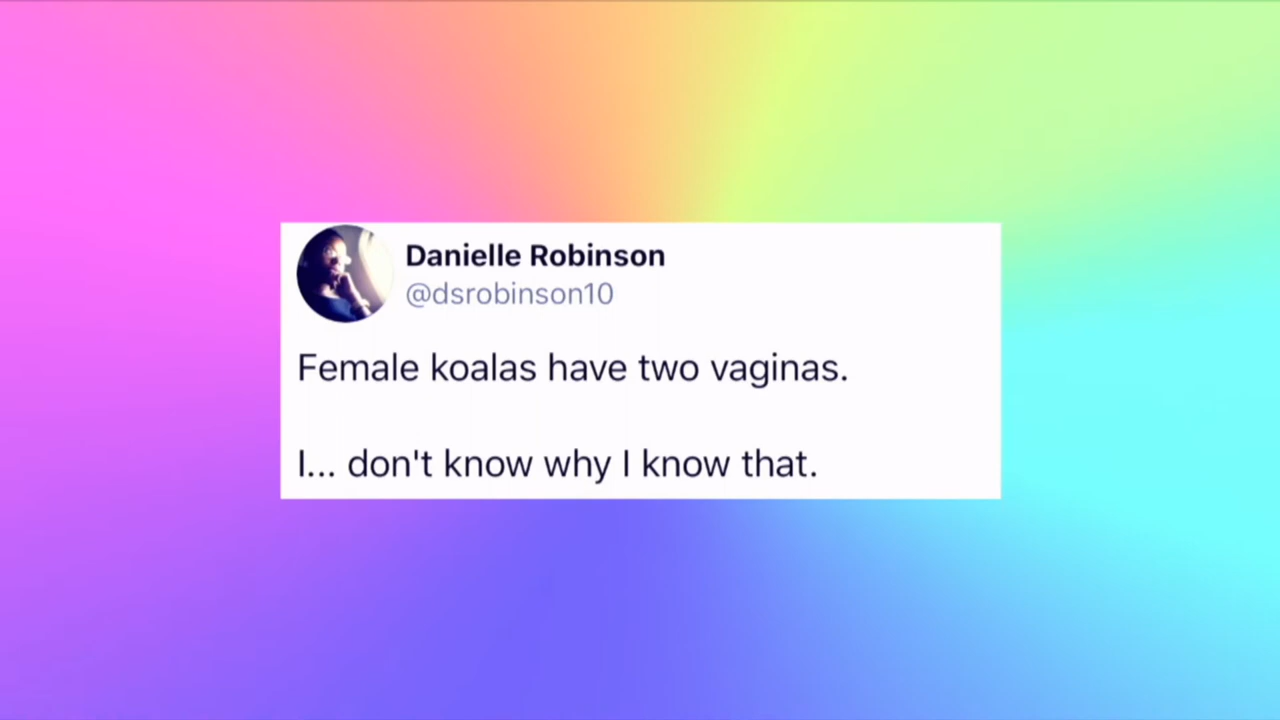 Danielle Robinson
@dsrobinson10
Female koalas have two vaginas.
I... don't know why I know that.